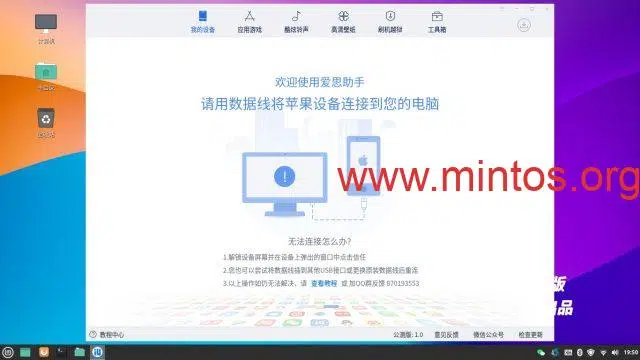 我的设备 应用游戏 酷炫铃声 高清壁纸 刷机越狱 工具箱
计算机
主目录
回收站
欢迎使用爱思助手
请用数据线将苹果设备连接到您的电脑
www.mintos.org
无法连接怎么办?
1.解锁设备屏幕并在设备上弹出的窗口中点击信任
2.您也可以尝试将数据线插到其他USB接口或更换原装数据线后重连
3.以上操作如仍无法解决，请 查看教程 或 加QQ群反馈 870193553
版
品
教程中心 公测版: 1.0 意见反馈 微信公众号 检查更新
19:50